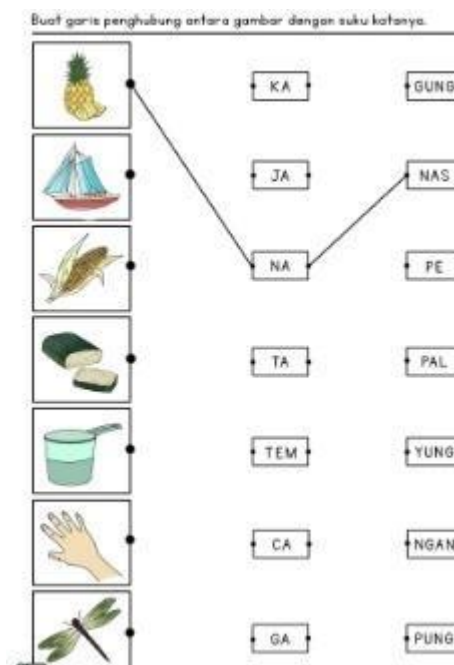 Buat garis penghubung antara gambar dengan suku katanya.
KA GUNG
JA NAS
NA PE
TA PAL
TEM YUNG
CA NGAN
GA PUNG